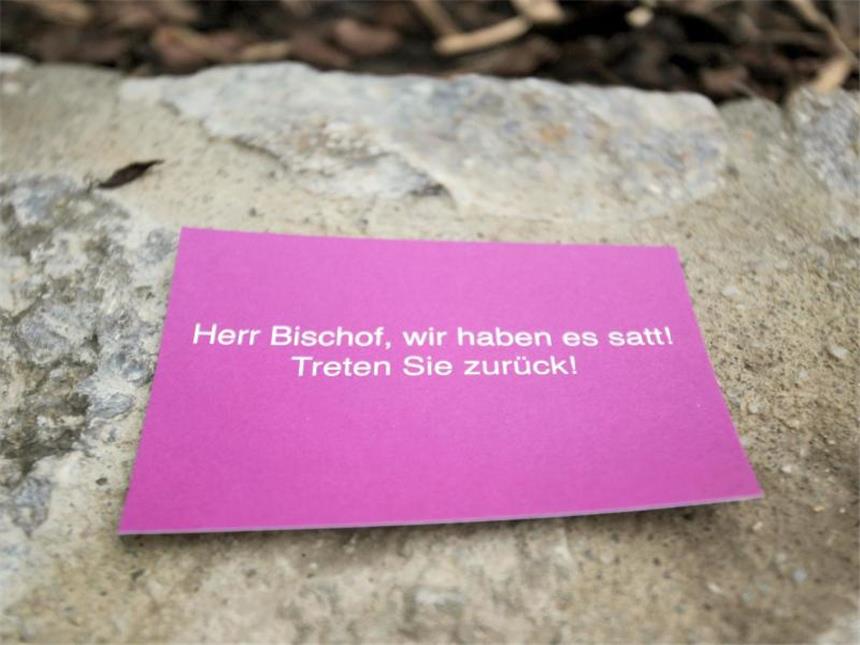 Herr Bischof, wir haben es satt!
Treten Sie zurück!